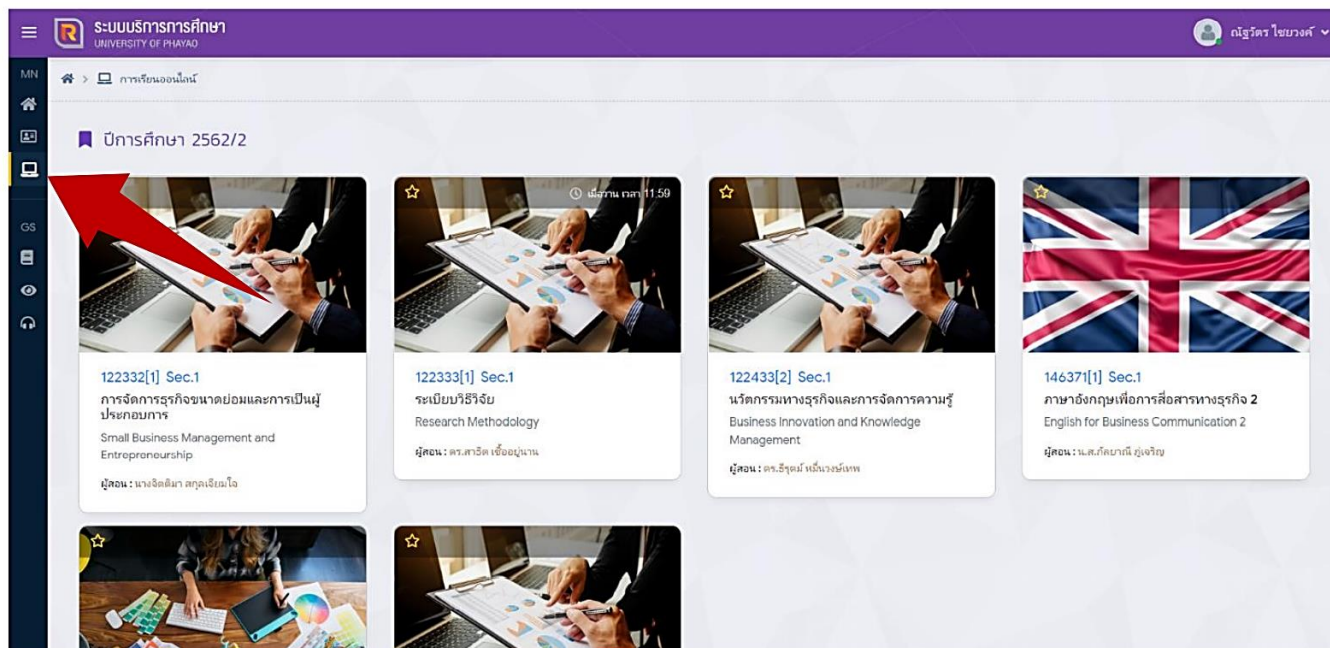 ระบบบริการการศึกษา
UNIVERSITY OF PHAYAO
ณัฐวัตร ไชยวงค์
MN
การเรียนออนไลน์
ปีการศึกษา 2562/2
GS
122332[1] Sec.1
การจัดการธุรกิจขนาดย่อมและการเป็นผู้
ประกอบการ
Small Business Management and
Entrepreneurship
ผู้สอน : นางจิตติมา สกุลเจียมใจ
เมื่อวาน เวลา 11:59
122333[1] Sec.1
ระเบียบวิธีวิจัย
Research Methodology
ผู้สอน : ดร.สาธิต เชื้ออยู่นาน
122433[2] Sec.1
นวัตกรรมทางธุรกิจและการจัดการความรู้
Business Innovation and Knowledge
Management
ผู้สอน : ดร.ธีรุตม์ หมื่นวงษ์เทพ
146371[1] Sec.1
ภาษาอังกฤษเพื่อการสื่อสารทางธุรกิจ 2
English for Business Communication 2
ผู้สอน : น.ส.ภัคยาณี ภู่เจริญ